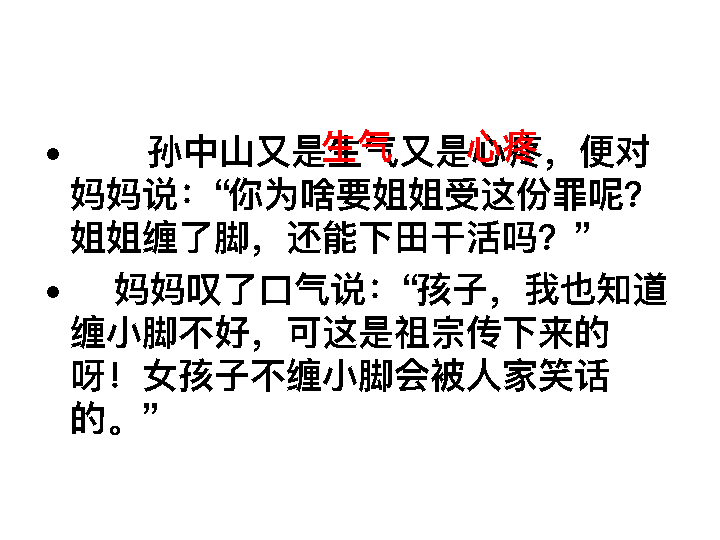 • 孙中山又是生气又是心疼，便对
妈妈说：“你为啥要姐姐受这份罪呢？
姐姐缠了脚，还能下田干活吗？”
• 妈妈叹了口气说：“孩子，我也知道
缠小脚不好，可这是祖宗传下来的
呀！女孩子不缠小脚会被人家笑话
的。”